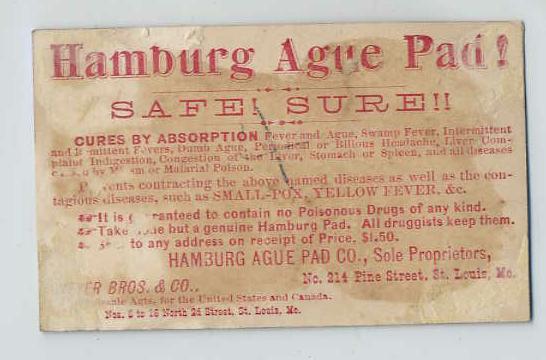 Hamburg Ague Pad!
SAFE! SURE!!
CURES BY ABSORPTION Fever and Ague, Swamp Fever, Intermittent
and Fevers, Dumb Ague, or Bilious Headache, Liver Com-
plaint Indigestion, Congestion of the Liver, Stomach or Spleen, and all diseases
by or Malarial Poison.
contracting the above named diseases as well as the con-
tagious diseases, such as SMALL-POX, YELLOW FEVER, &c.
It is to contain no Poisonous Drugs of any kind.
Take but a genuine Hamburg Pad. All druggists keep them.
to any address on receipt of Price, $1.50.
HAMBURG AGUE PAD CO., Sole Proprietors,
No. 214 Pine Street, St. Louis, Mo.
BROS. & CO.,
Agts, for the United States and Canada.
Nos. 6 to 16 North 2d Street, St. Louis, Mo.